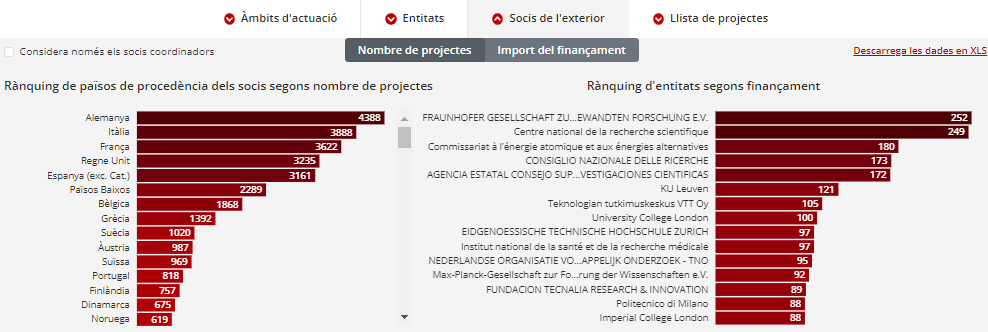 Àmbits d'actuació
Entitats
Socis de l'exterior
Llista de projectes
Considera només els socis coordinadors
Nombre de projectes
Import del finançament
Descarrega les dades en XLS
Rànquing de països de procedència dels socis segons nombre de projectes
Alemanya 4388
Itàlia 3888
França 3622
Regne Unit 3235
Espanya (exc. Cat.) 3161
Països Baixos 2289
Bèlgica 1868
Grècia 1392
Suècia 1020
Àustria 987
Suïssa 969
Portugal 818
Finlàndia 757
Dinamarca 675
Noruega 619
Rànquing d'entitats segons finançament
FRAUNHOFER GESELLSCHAFT ZU...EWANDTEN FORSCHUNG E.V. 252
Centre national de la recherche scientifique 249
Commissariat à l'énergie atomique et aux énergies alternatives 180
CONSIGLIO NAZIONALE DELLE RICERCHE 173
AGENCIA ESTATAL CONSEJO SUP...VESTIGACIONES CIENTIFICAS 172
KU Leuven 121
Teknologian tutkimuskeskus VTT Oy 105
University College London 100
EIDGENOESSISCHE TECHNISCHE HOCHSCHULE ZURICH 97
Institut national de la santé et de la recherche médicale 97
NEDERLANDSE ORGANISATIE VO...APPELIJK ONDERZOEK - TNO 95
Max-Planck-Gesellschaft zur Fo...rung der Wissenschaften e.V. 92
FUNDACION TECNALIA RESEARCH & INNOVATION 89
Politecnico di Milano 88
Imperial College London 88